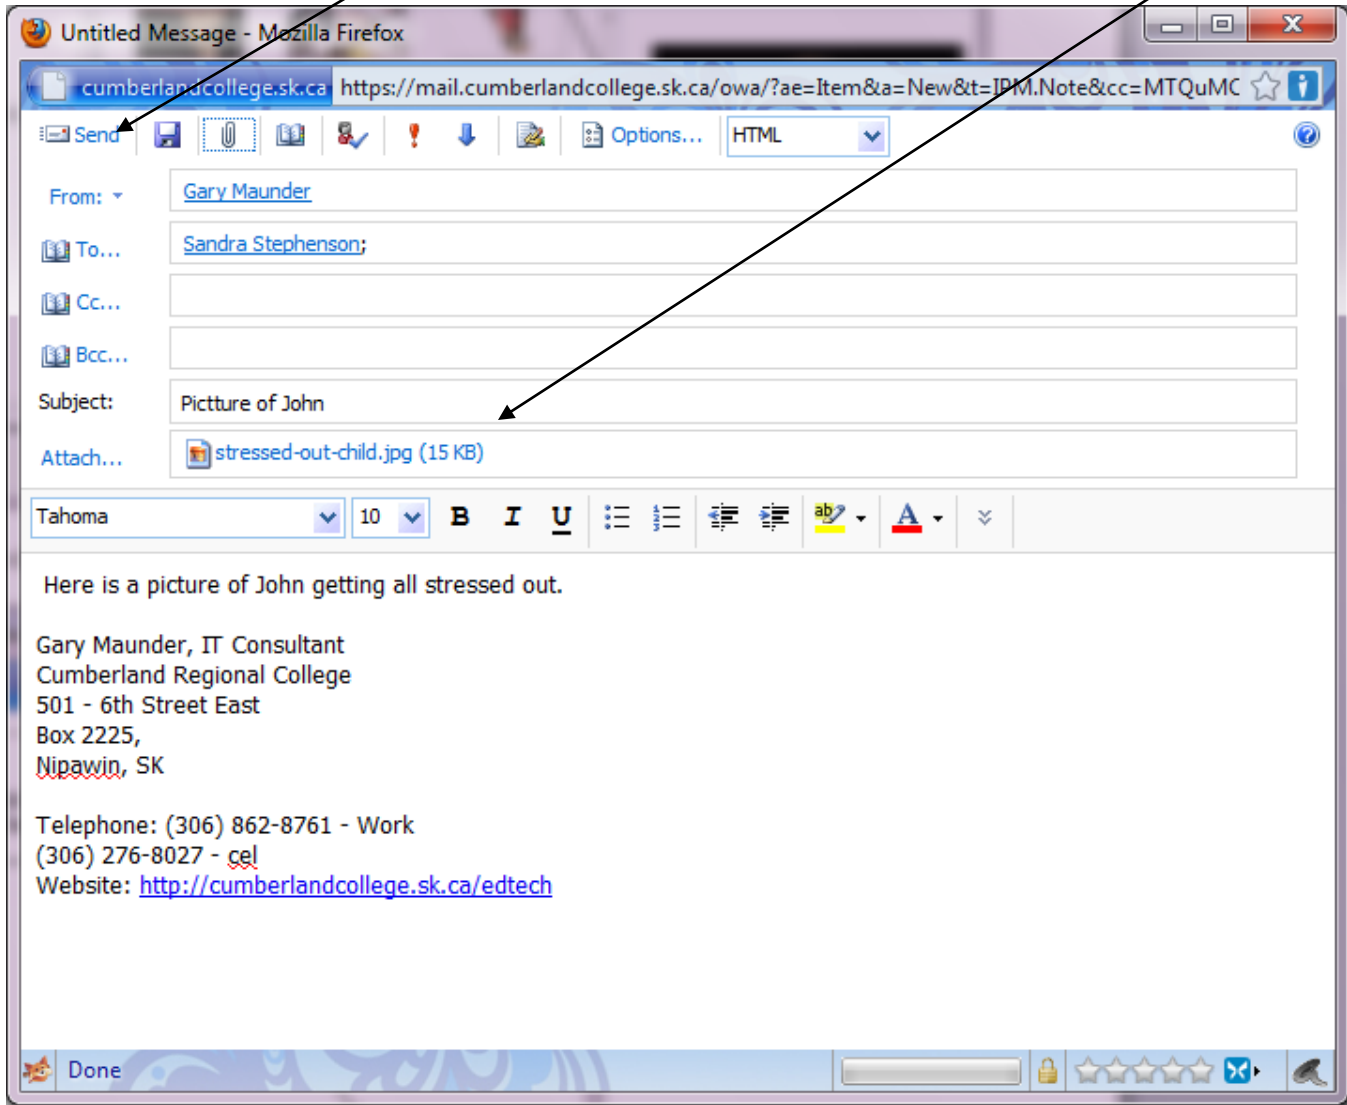 Untitled Message - Mozilla Firefox
cumberlandcollege.sk.ca https://mail.cumberlandcollege.sk.ca/owa/?ae=Item&a=New&t=IPM.Note&cc=MTQuMC
Send Options... HTML
From: Gary Maunder
To... Sandra Stephenson;
Cc...
Bcc...
Subject: Pictture of John
Attach... stressed-out-child.jpg (15 KB)
Tahoma 10 B I U ab A
Here is a picture of John getting all stressed out.
Gary Maunder, IT Consultant
Cumberland Regional College
501 - 6th Street East
Box 2225,
Nipawin, SK
Telephone: (306) 862-8761 - Work
(306) 276-8027 - cel
Website: http://cumberlandcollege.sk.ca/edtech
Done